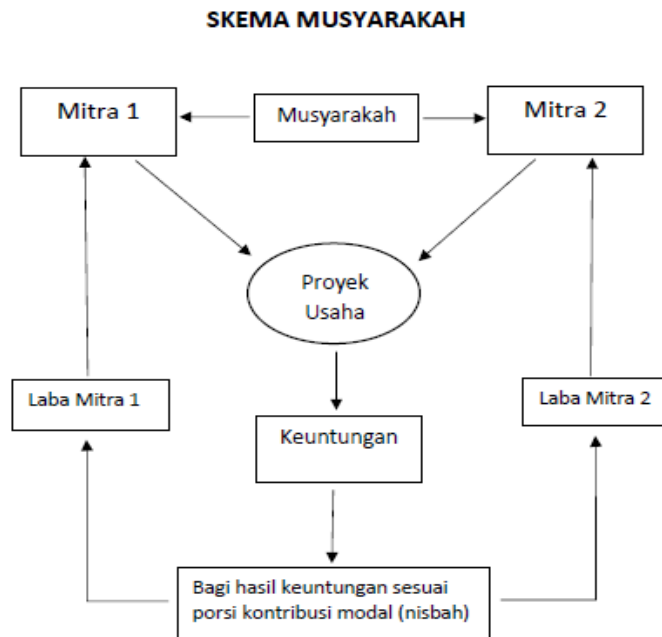 SKEMA MUSYARAKAH
Mitra 1
Musyarakah
Mitra 2
Proyek
Usaha
Laba Mitra 1
Keuntungan
Laba Mitra 2
Bagi hasil keuntungan sesuai
porsi kontribusi modal (nisbah)